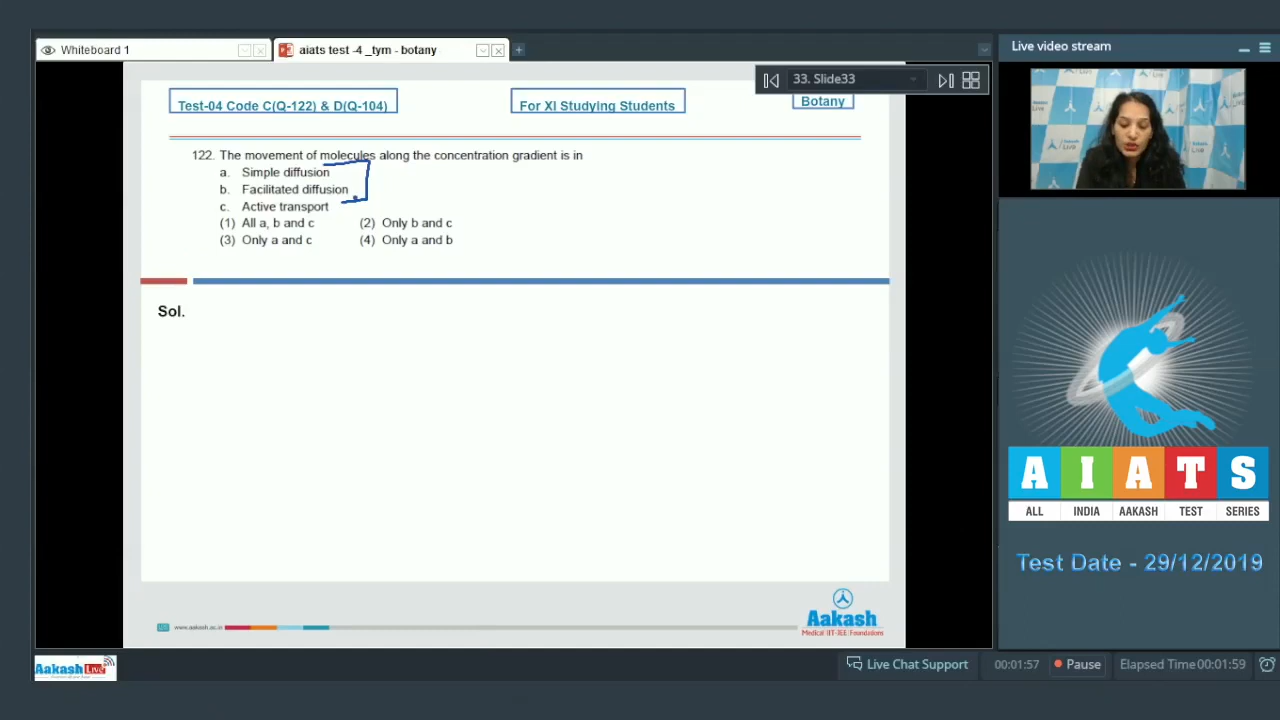 Whiteboard 1
aiats test -4 _tym - botany
Live video stream
33. Slide33
Test-04 Code C(Q-122) & D(Q-104)
For XI Studying Students
Botany
122. The movement of molecules along the concentration gradient is in
a. Simple diffusion
b. Facilitated diffusion
c. Active transport
(1) All a, b and c (2) Only b and c
(3) Only a and c (4) Only a and b
Sol.
A I A T S
ALL INDIA AAKASH TEST SERIES
Test Date - 29/12/2019
Aakash
Medical IIT-JEE Foundations
www.aakash.ac.in
Aakash Live
Live Chat Support
00:01:57
Pause
Elapsed Time 00:01:59